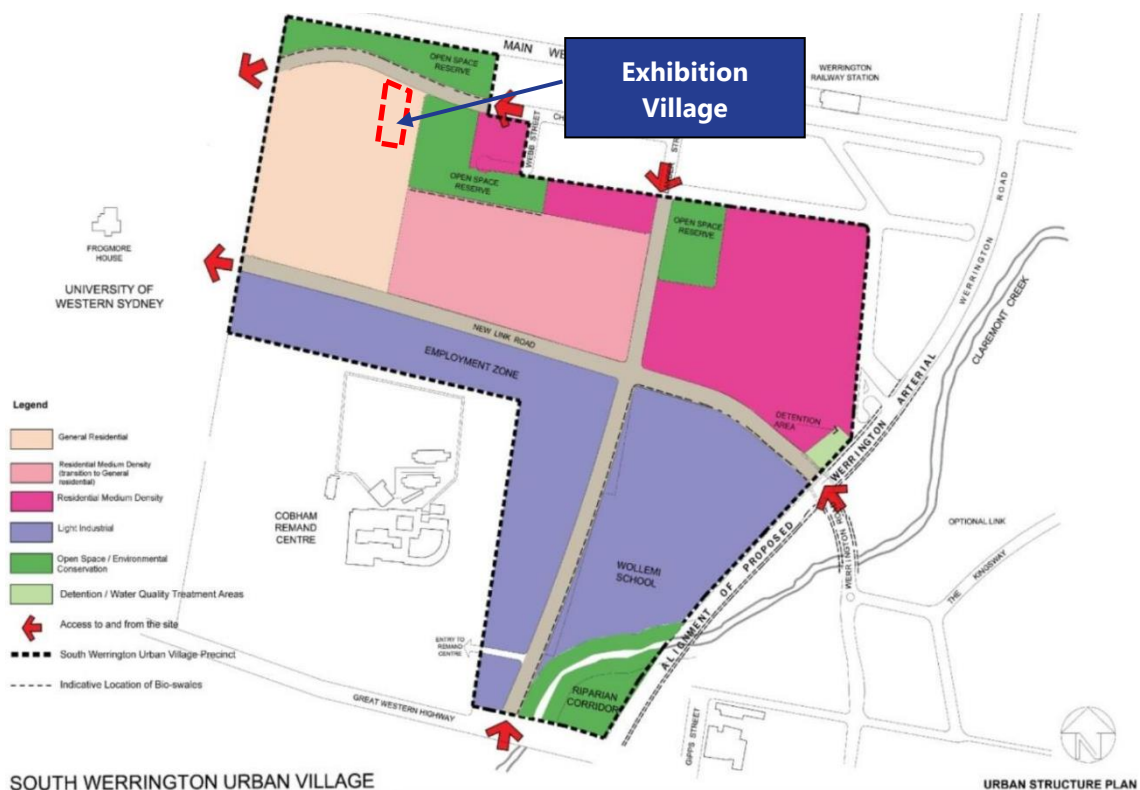 MAIN WE
Exhibition
Village
OPEN SPACE
RESERVE
WERRINGTON
RAILWAY STATION
CH
WEBB STREET
STR
OPEN SPACE
RESERVE
OPEN SPACE
RESERVE
WERRINGTON ROAD
CLAREMONT CREEK
FROGMORE
HOUSE
UNIVERSITY OF
WESTERN SYDNEY
NEW LINK ROAD
EMPLOYMENT ZONE
DETENTION
AREA
ALIGNMENT OF PROPOSED WERRINGTON ARTERIAL
Legend
General Residential
Residential Medium Density
(transition to General
residential)
Residential Medium Density
Light Industrial
Open Space / Environmental
Conservation
Detention / Water Quality Treatment Areas
Access to and from the site
South Werrington Urban Village Precinct
Indicative Location of Bio-swales
COBHAM
REMAND
CENTRE
WOLLEMI
SCHOOL
OPTIONAL LINK
THE KINGSWAY
ENTRY TO
REMAND
CENTRE
RIPARIAN
CORRIDOR
GREAT WESTERN HIGHWAY
GIPPS STREET
N
SOUTH WERRINGTON URBAN VILLAGE
URBAN STRUCTURE PLAN